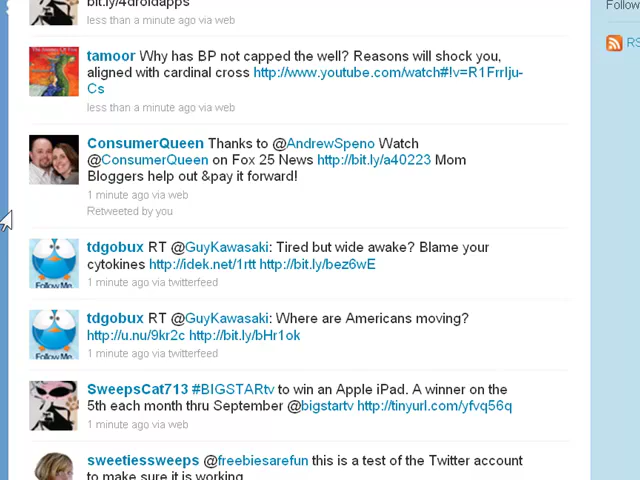 bit.ly/4droidapps
less than a minute ago via web
Follow
RS
tamoor Why has BP not capped the well? Reasons will shock you,
aligned with cardinal cross http://www.youtube.com/watch#!v=R1FrrIju-
Cs
less than a minute ago via web
ConsumerQueen Thanks to @AndrewSpeno Watch
@ConsumerQueen on Fox 25 News http://bit.ly/a40223 Mom
Bloggers help out &pay it forward!
1 minute ago via web
Retweeted by you
tdgobux RT @GuyKawasaki: Tired but wide awake? Blame your
cytokines http://idek.net/1rtt http://bit.ly/bez6wE
Follow Me
1 minute ago via twitterfeed
tdgobux RT @GuyKawasaki: Where are Americans moving?
http://u.nu/9kr2c http://bit.ly/bHr1ok
Follow Me
1 minute ago via twitterfeed
SweepsCat713 #BIGSTARtv to win an Apple iPad. A winner on the
5th each month thru September @bigstartv http://tinyurl.com/yfvq56q
1 minute ago via web
sweetiessweeps @freebiesarefun this is a test of the Twitter account
to make sure it is working